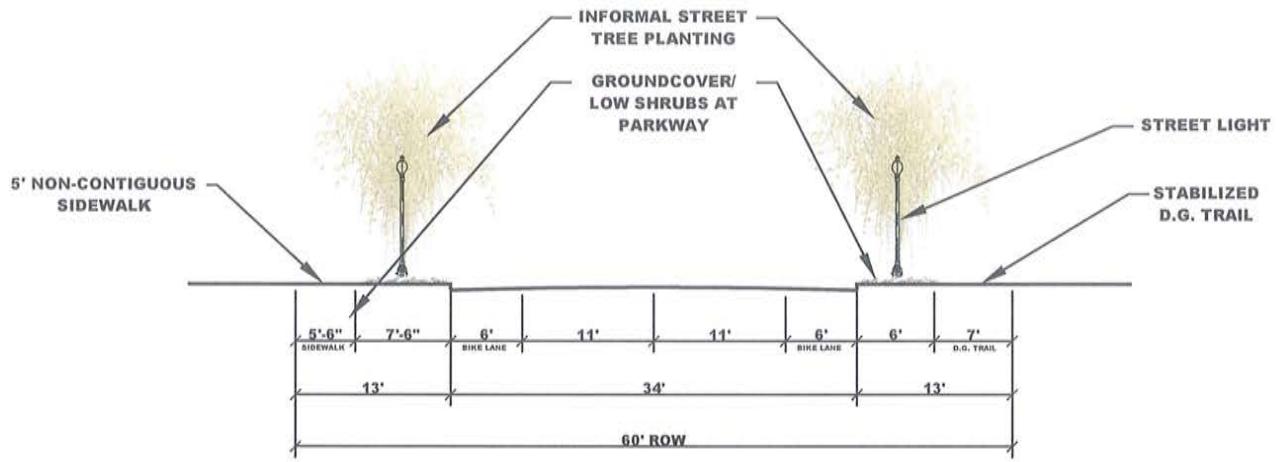 INFORMAL STREET
TREE PLANTING
GROUNDCOVER/
LOW SHRUBS AT
PARKWAY
STREET LIGHT
5' NON-CONTIGUOUS
SIDEWALK
STABILIZED
D.G. TRAIL
5'-6" 7'-6" 6' 11' 11' 6' 6' 7'
SIDEWALK BIKE LANE BIKE LANE D.G. TRAIL
13' 34' 13'
60' ROW